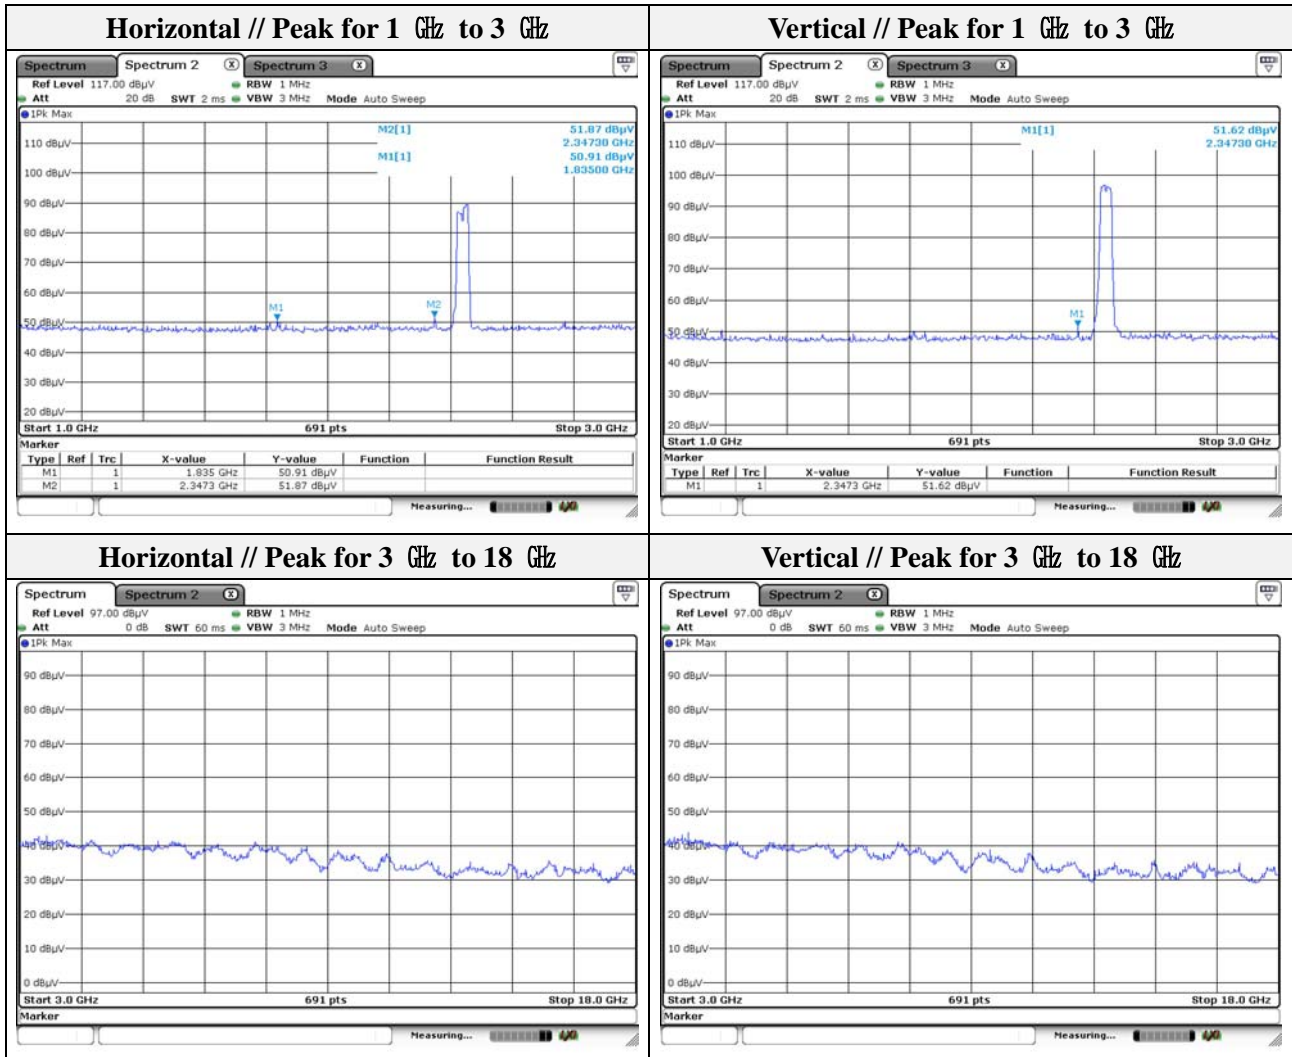 Horizontal // Peak for 1 ㎓ to 3 ㎓
Spectrum Spectrum 2 Spectrum 3
Ref Level 117.00 dBµV RBW 1 MHz
Att 20 dB SWT 2 ms VBW 3 MHz Mode Auto Sweep
1Pk Max
M2[1] 51.87 dBµV
2.34730 GHz
M1[1] 50.91 dBµV
1.83500 GHz
110 dBµV
100 dBµV
90 dBµV
80 dBµV
70 dBµV
60 dBµV
50 dBµV
40 dBµV
30 dBµV
20 dBµV
M1
M2
Start 1.0 GHz 691 pts Stop 3.0 GHz
Marker
Type Ref Trc X-value Y-value Function Function Result
M1 1 1.835 GHz 50.91 dBµV
M2 1 2.3473 GHz 51.87 dBµV
Measuring...
Vertical // Peak for 1 ㎓ to 3 ㎓
Spectrum Spectrum 2 Spectrum 3
Ref Level 117.00 dBµV RBW 1 MHz
Att 20 dB SWT 2 ms VBW 3 MHz Mode Auto Sweep
1Pk Max
M1[1] 51.62 dBµV
2.34730 GHz
110 dBµV
100 dBµV
90 dBµV
80 dBµV
70 dBµV
60 dBµV
50 dBµV
40 dBµV
30 dBµV
20 dBµV
M1
Start 1.0 GHz 691 pts Stop 3.0 GHz
Marker
Type Ref Trc X-value Y-value Function Function Result
M1 1 2.3473 GHz 51.62 dBµV
Measuring...
Horizontal // Peak for 3 ㎓ to 18 ㎓
Spectrum Spectrum 2
Ref Level 97.00 dBµV RBW 1 MHz
Att 0 dB SWT 60 ms VBW 3 MHz Mode Auto Sweep
1Pk Max
90 dBµV
80 dBµV
70 dBµV
60 dBµV
50 dBµV
40 dBµV
30 dBµV
20 dBµV
10 dBµV
0 dBµV
Start 3.0 GHz 691 pts Stop 18.0 GHz
Marker
Measuring...
Vertical // Peak for 3 ㎓ to 18 ㎓
Spectrum Spectrum 2
Ref Level 97.00 dBµV RBW 1 MHz
Att 0 dB SWT 60 ms VBW 3 MHz Mode Auto Sweep
1Pk Max
90 dBµV
80 dBµV
70 dBµV
60 dBµV
50 dBµV
40 dBµV
30 dBµV
20 dBµV
10 dBµV
0 dBµV
Start 3.0 GHz 691 pts Stop 18.0 GHz
Marker
Measuring...